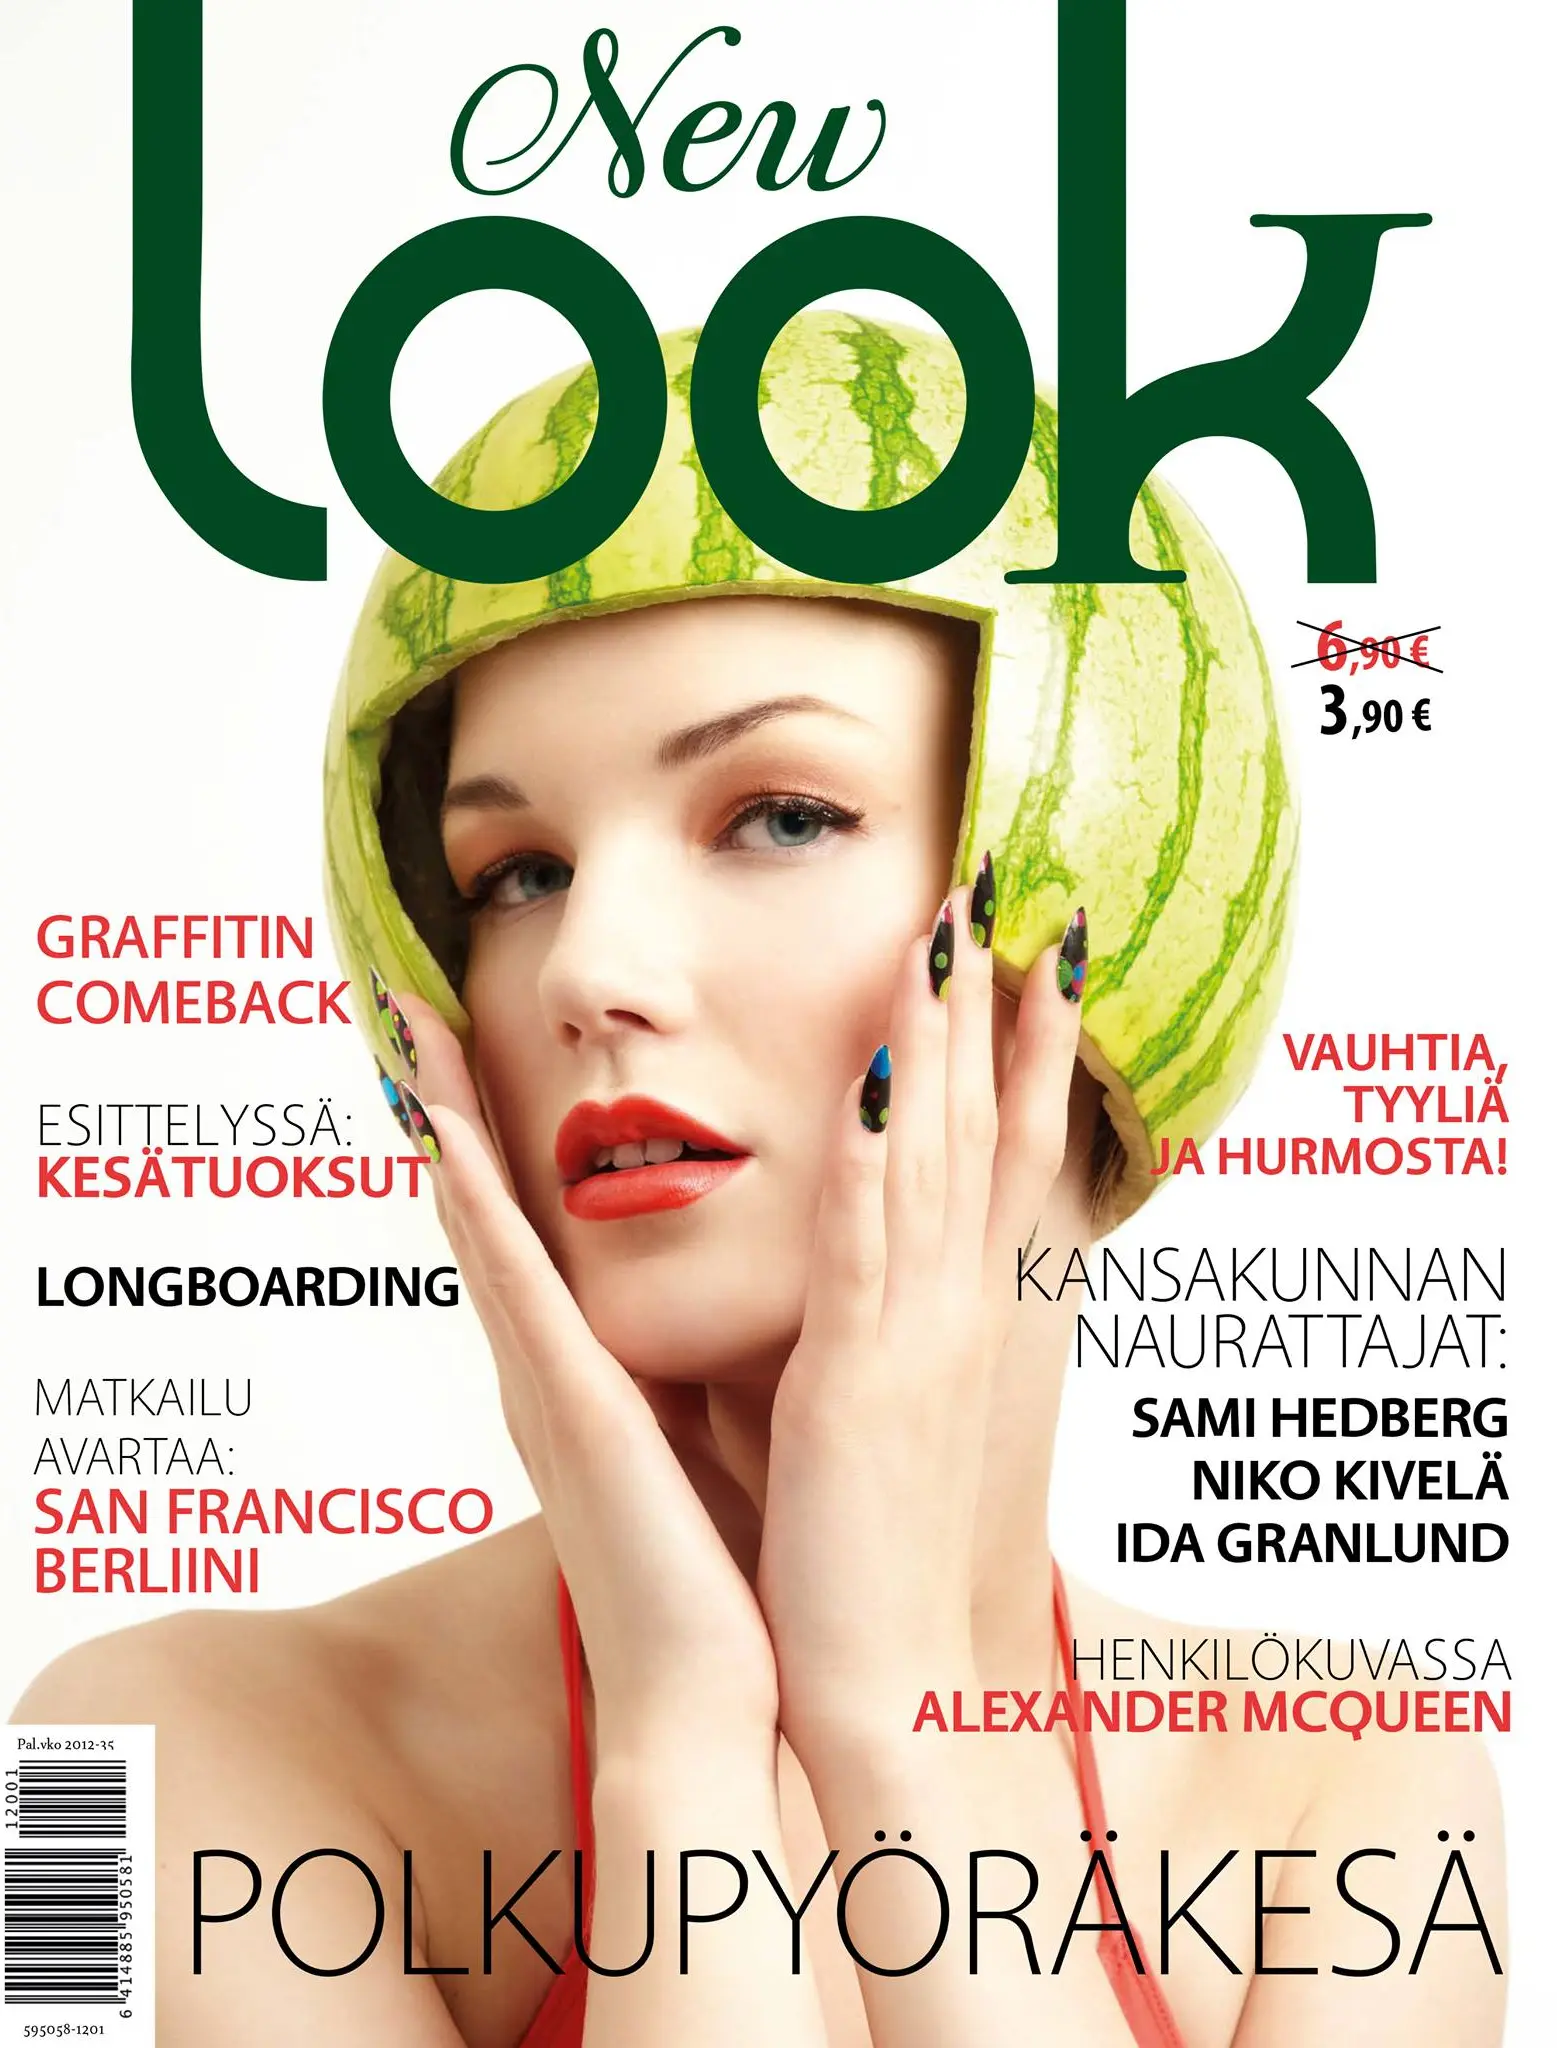 New
look
6,90 €
3,90 €
GRAFFITIN
COMEBACK
ESITTELYSSÄ:
KESÄTUOKSUT
LONGBOARDING
MATKAILU
AVARTAA:
SAN FRANCISCO
BERLIINI
VAUHTIA,
TYYLIÄ
JA HURMOSTA!
KANSAKUNNAN
NAURATTAJAT:
SAMI HEDBERG
NIKO KIVELÄ
IDA GRANLUND
HENKILÖKUVASSA
ALEXANDER MCQUEEN
POLKUPYÖRÄKESÄ
Pal.vko 2012-35
12001
6 414885 950581
595058-1201